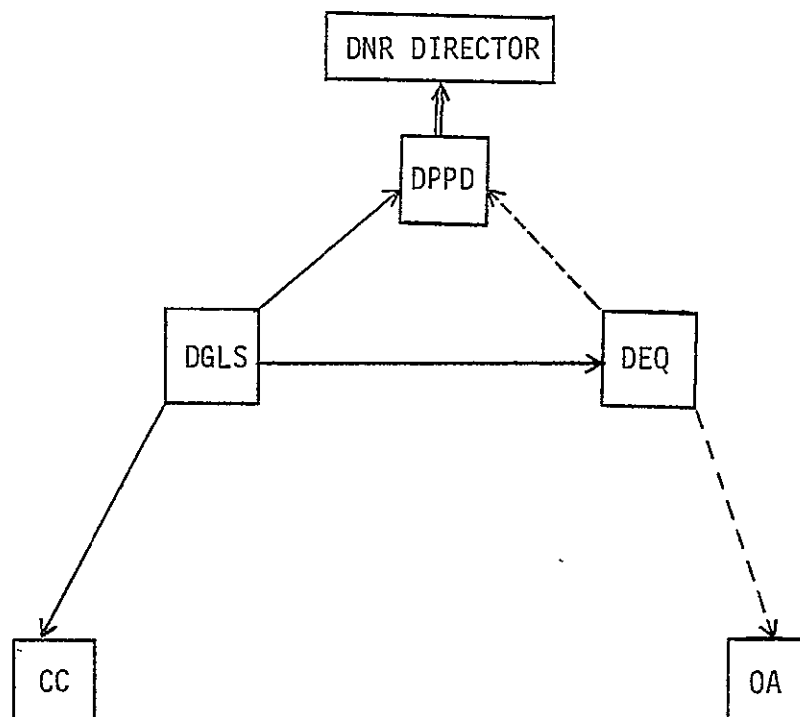 DNR DIRECTOR
DPPD
DGLS
DEQ
CC
OA